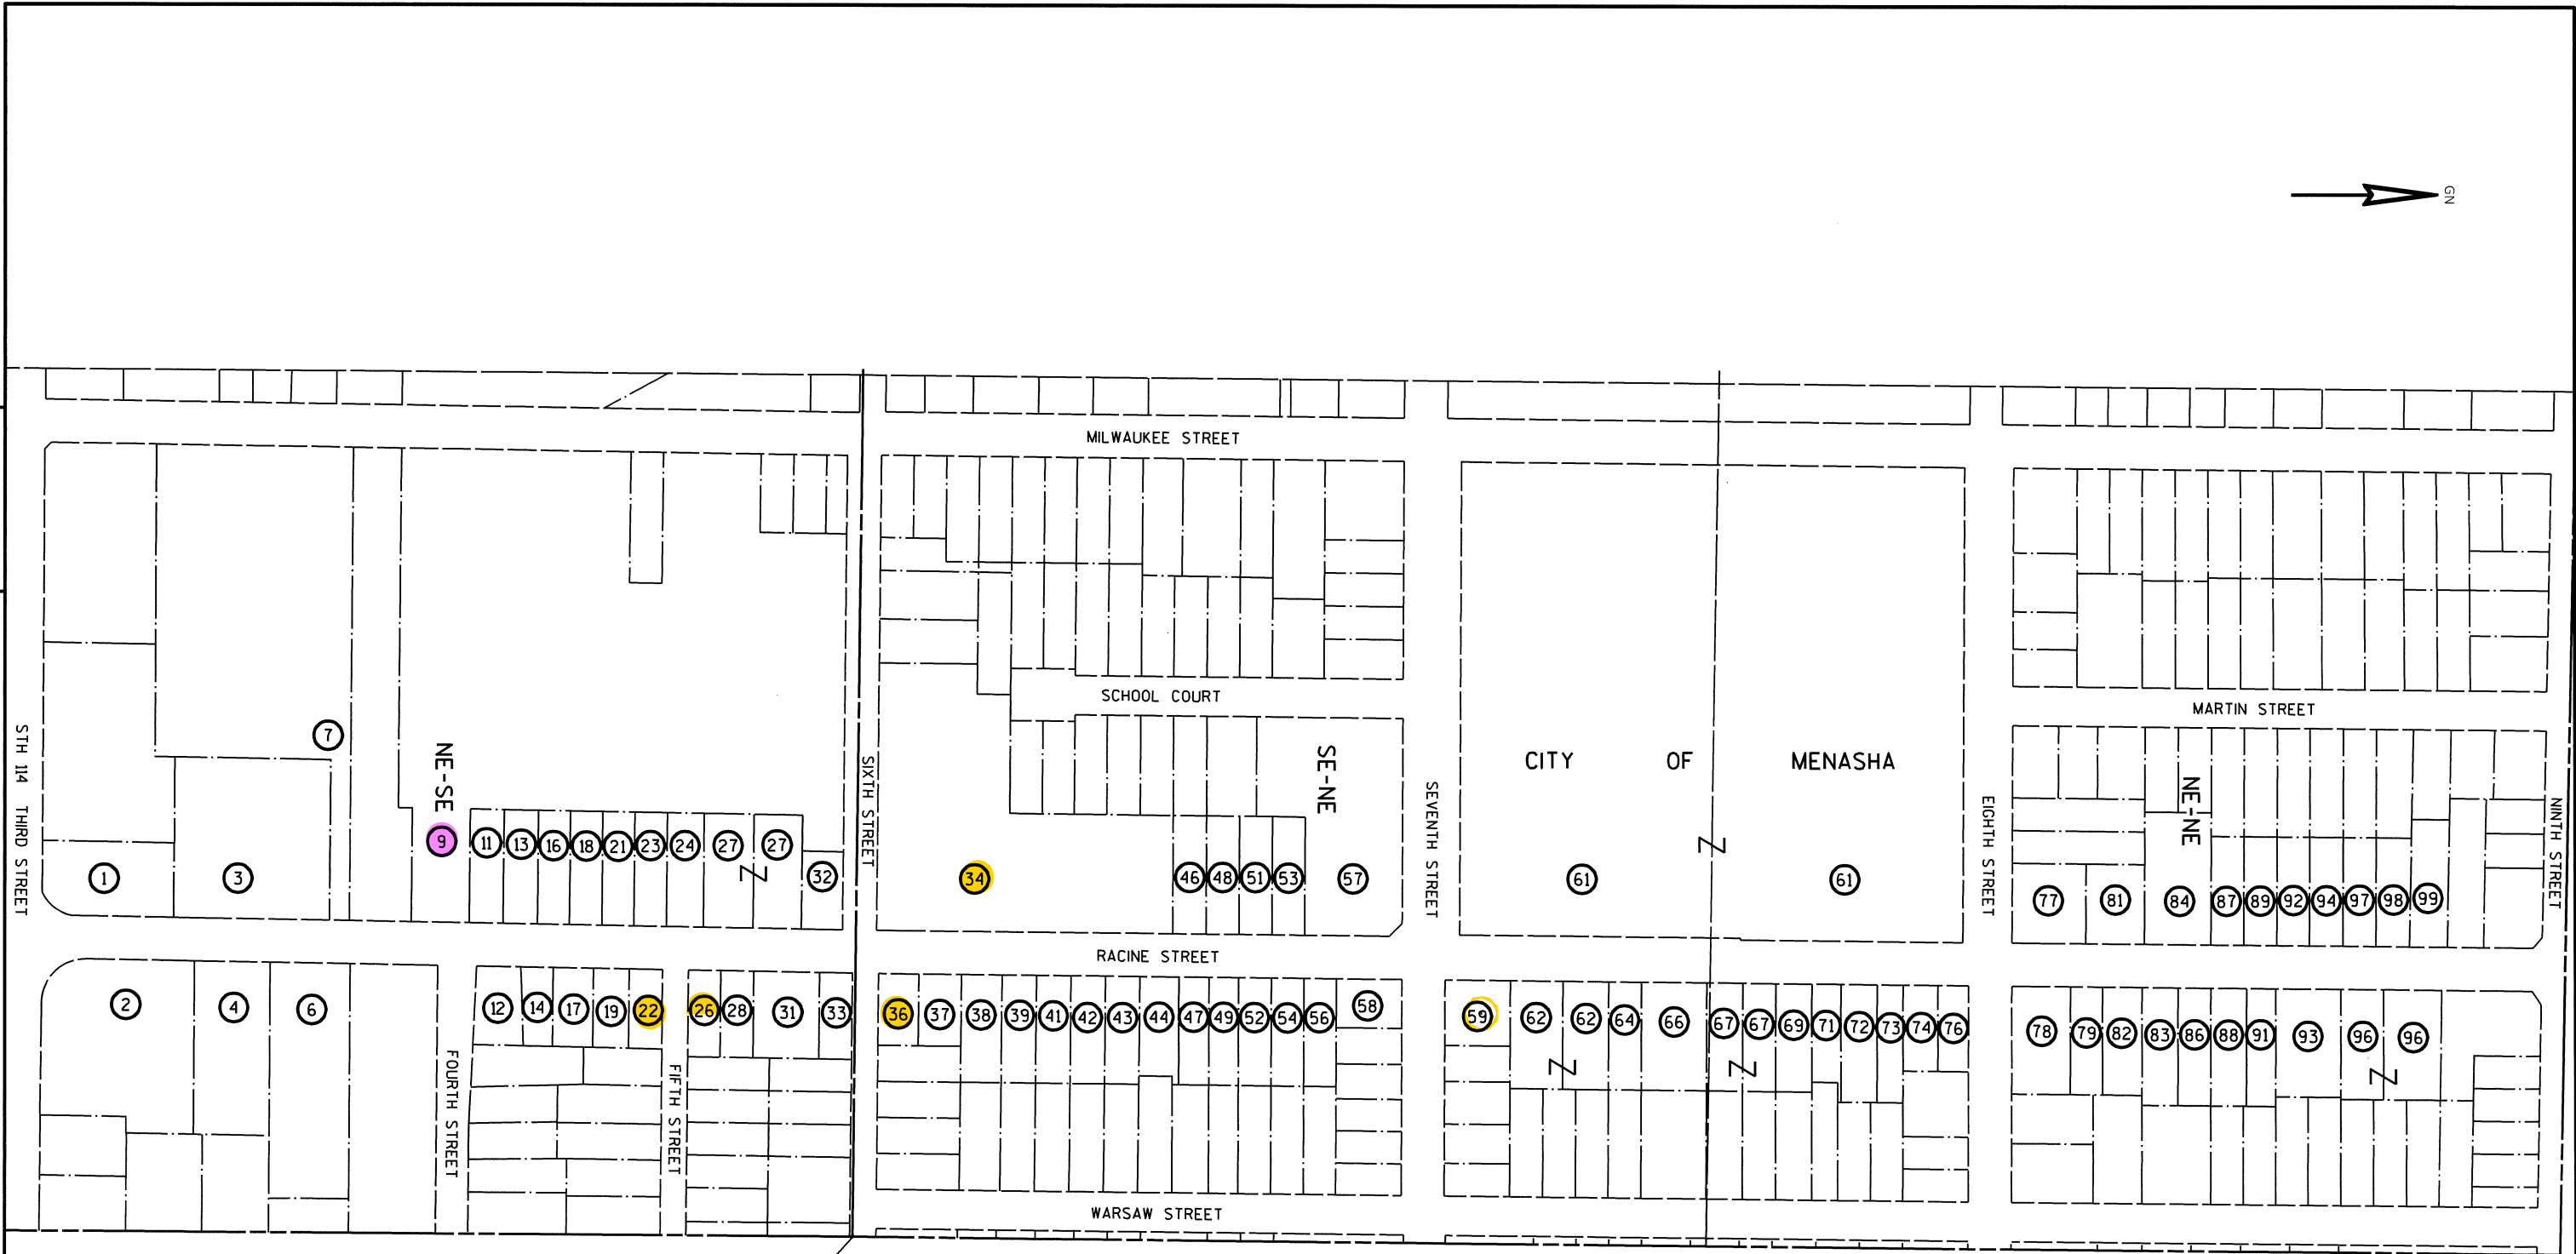 GN
MILWAUKEE STREET
SCHOOL COURT
MARTIN STREET
STH 114 THIRD STREET
7
NE-SE
SIXTH STREET
SE-NE
SEVENTH STREET
CITY OF MENASHA
EIGHTH STREET
NE-NE
NINTH STREET
9 11 13 16 18 21 23 24 27 27
1 3 32 34 46 48 51 53 57 61 61
77 81 84 87 89 92 94 97 98 99
RACINE STREET
2 4 6 12 14 17 19 22 26 28 31 33 36 37 38 39 41 42 43 44 47 49 52 54 56 58 59 62 62 64 66 67 67 69 71 72 73 74 76 78 79 82 83 86 88 91 93 96 96
FOURTH STREET
FIFTH STREET
WARSAW STREET